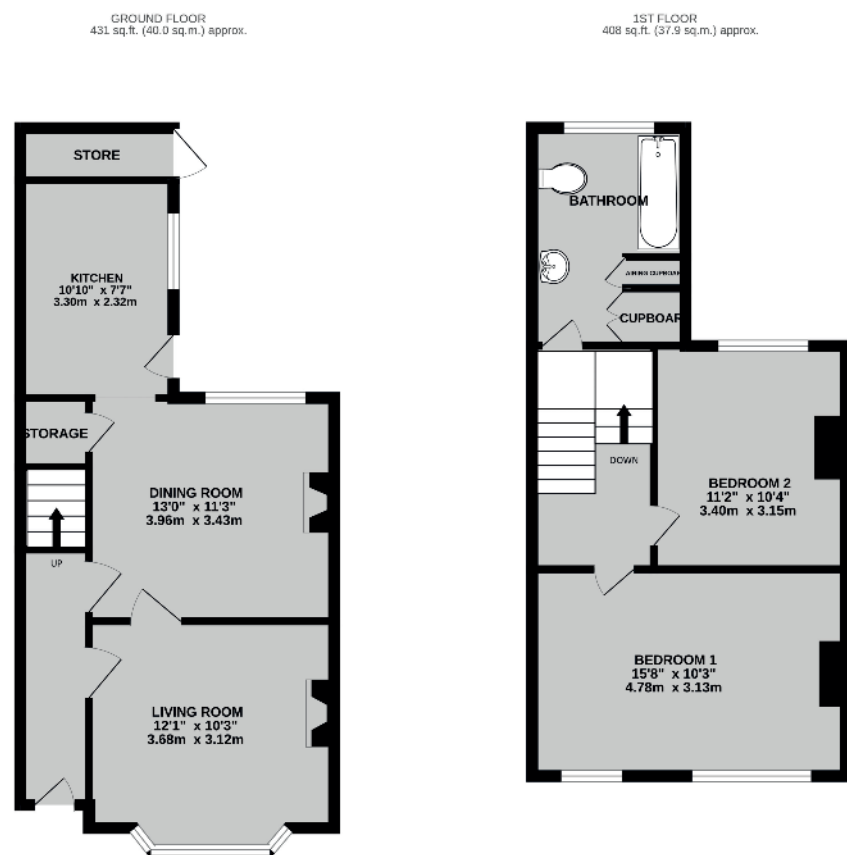 GROUND FLOOR
431 sq.ft. (40.0 sq.m.) approx.
STORE
KITCHEN
10'10" x 7'7"
3.30m x 2.32m
STORAGE
DINING ROOM
13'0" x 11'3"
3.96m x 3.43m
UP
LIVING ROOM
12'1" x 10'3"
3.68m x 3.12m
1ST FLOOR
408 sq.ft. (37.9 sq.m.) approx.
BATHROOM
AIRING CUPBOAR
CUPBOAR
DOWN
BEDROOM 2
11'2" x 10'4"
3.40m x 3.15m
BEDROOM 1
15'8" x 10'3"
4.78m x 3.13m